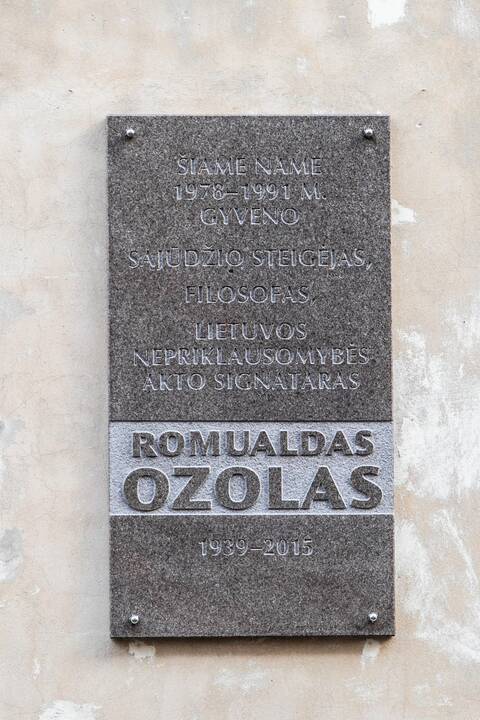 ŠIAME NAME
1978–1991 M.
GYVENO
SĄJŪDŽIO STEIGĖJAS,
FILOSOFAS,
LIETUVOS
NEPRIKLAUSOMYBĖS
AKTO SIGNATARAS
ROMUALDAS
OZOLAS
1939–2015